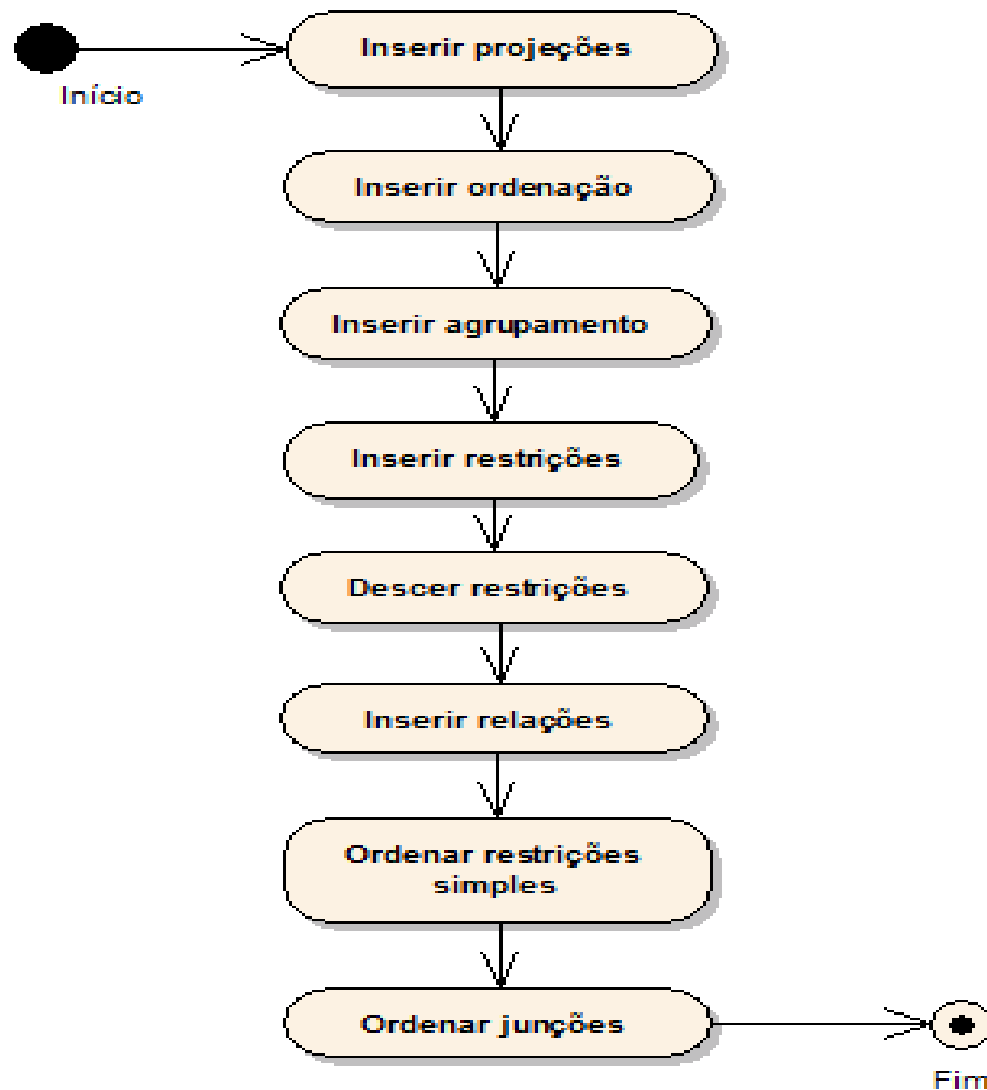 Inserir projeções
Início
Inserir ordenação
Inserir agrupamento
Inserir restrições
Descer restrições
Inserir relações
Ordenar restrições
simples
Ordenar junções
Fim